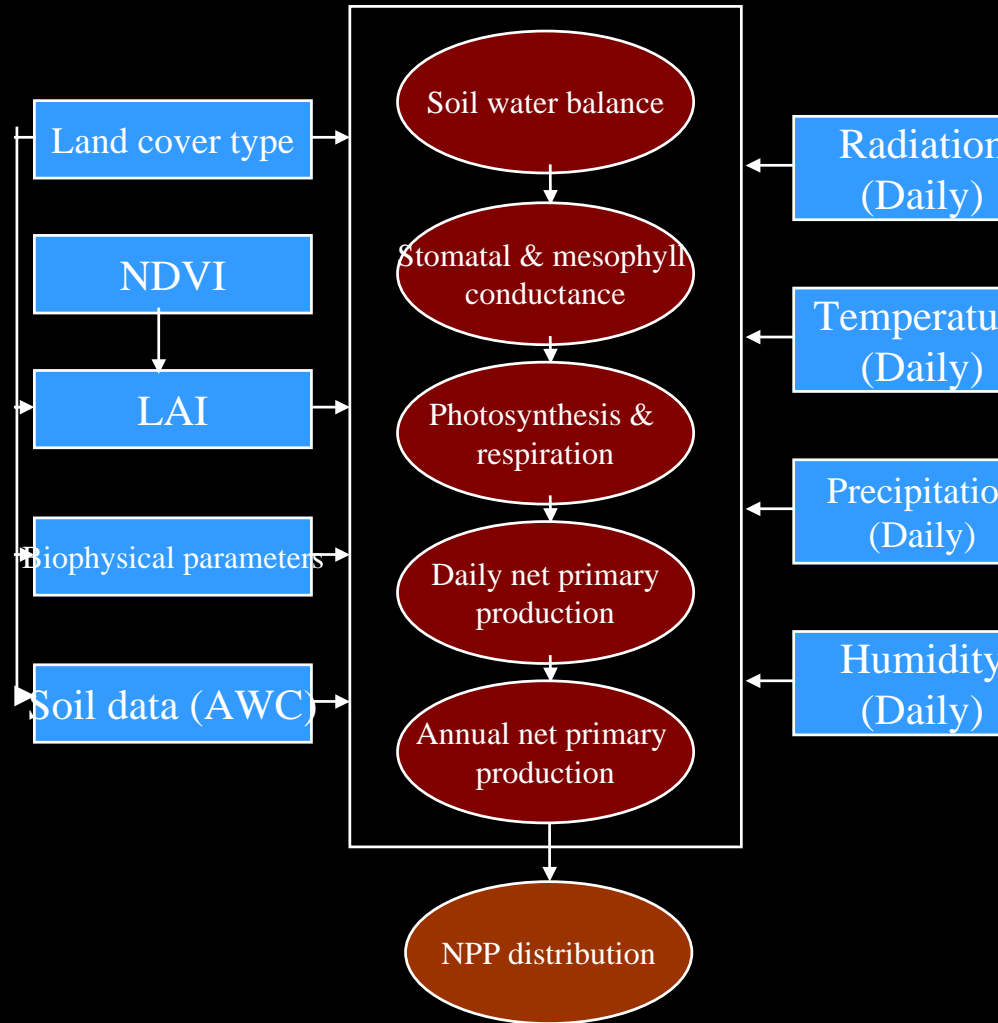 Land cover type
NDVI
LAI
Biophysical parameters
Soil data (AWC)
Soil water balance
Stomatal & mesophyll
conductance
Photosynthesis &
respiration
Daily net primary
production
Annual net primary
production
NPP distribution
Radiation
(Daily)
Temperatu
(Daily)
Precipitatio
(Daily)
Humidity
(Daily)